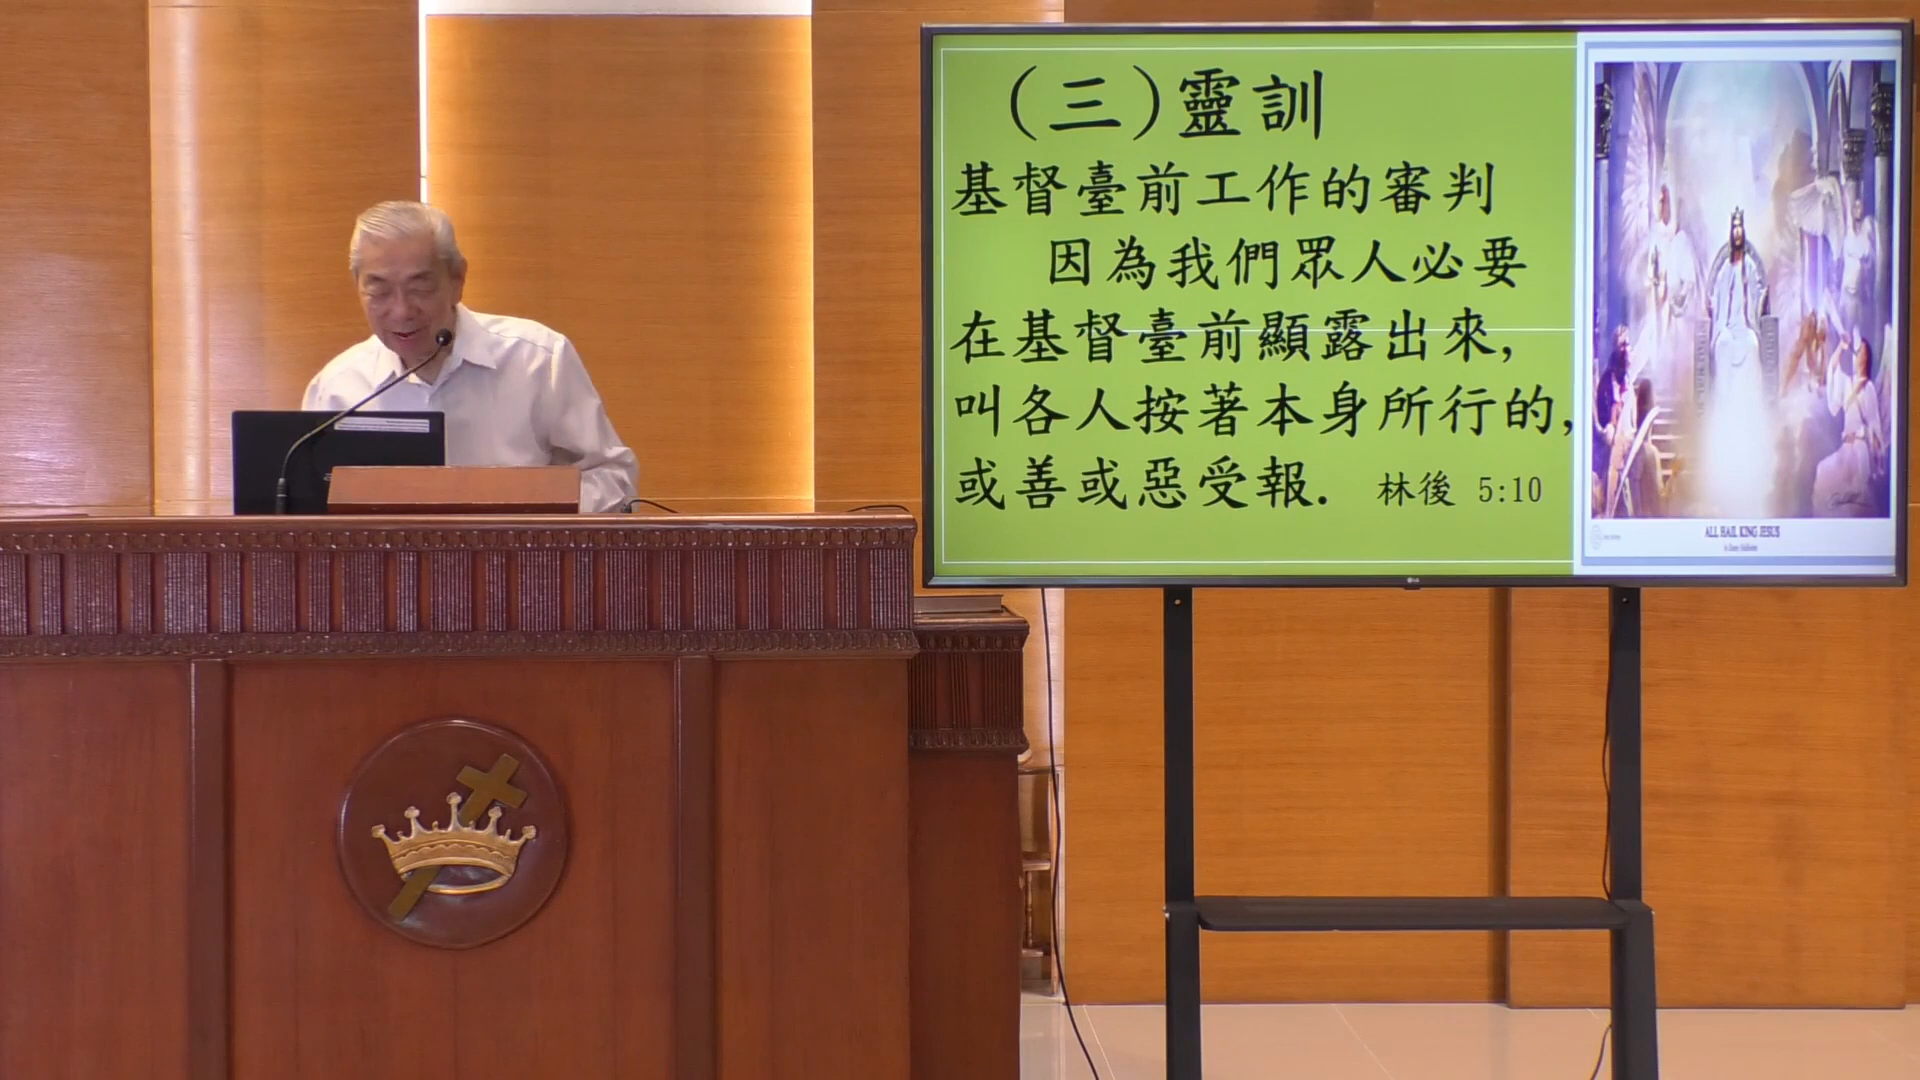 (三)靈訓
基督臺前工作的審判
因為我們眾人必要
在基督臺前顯露出來,
叫各人按著本身所行的,
或善或惡受報. 林後 5:10
ALL HAIL KING JESUS
LG